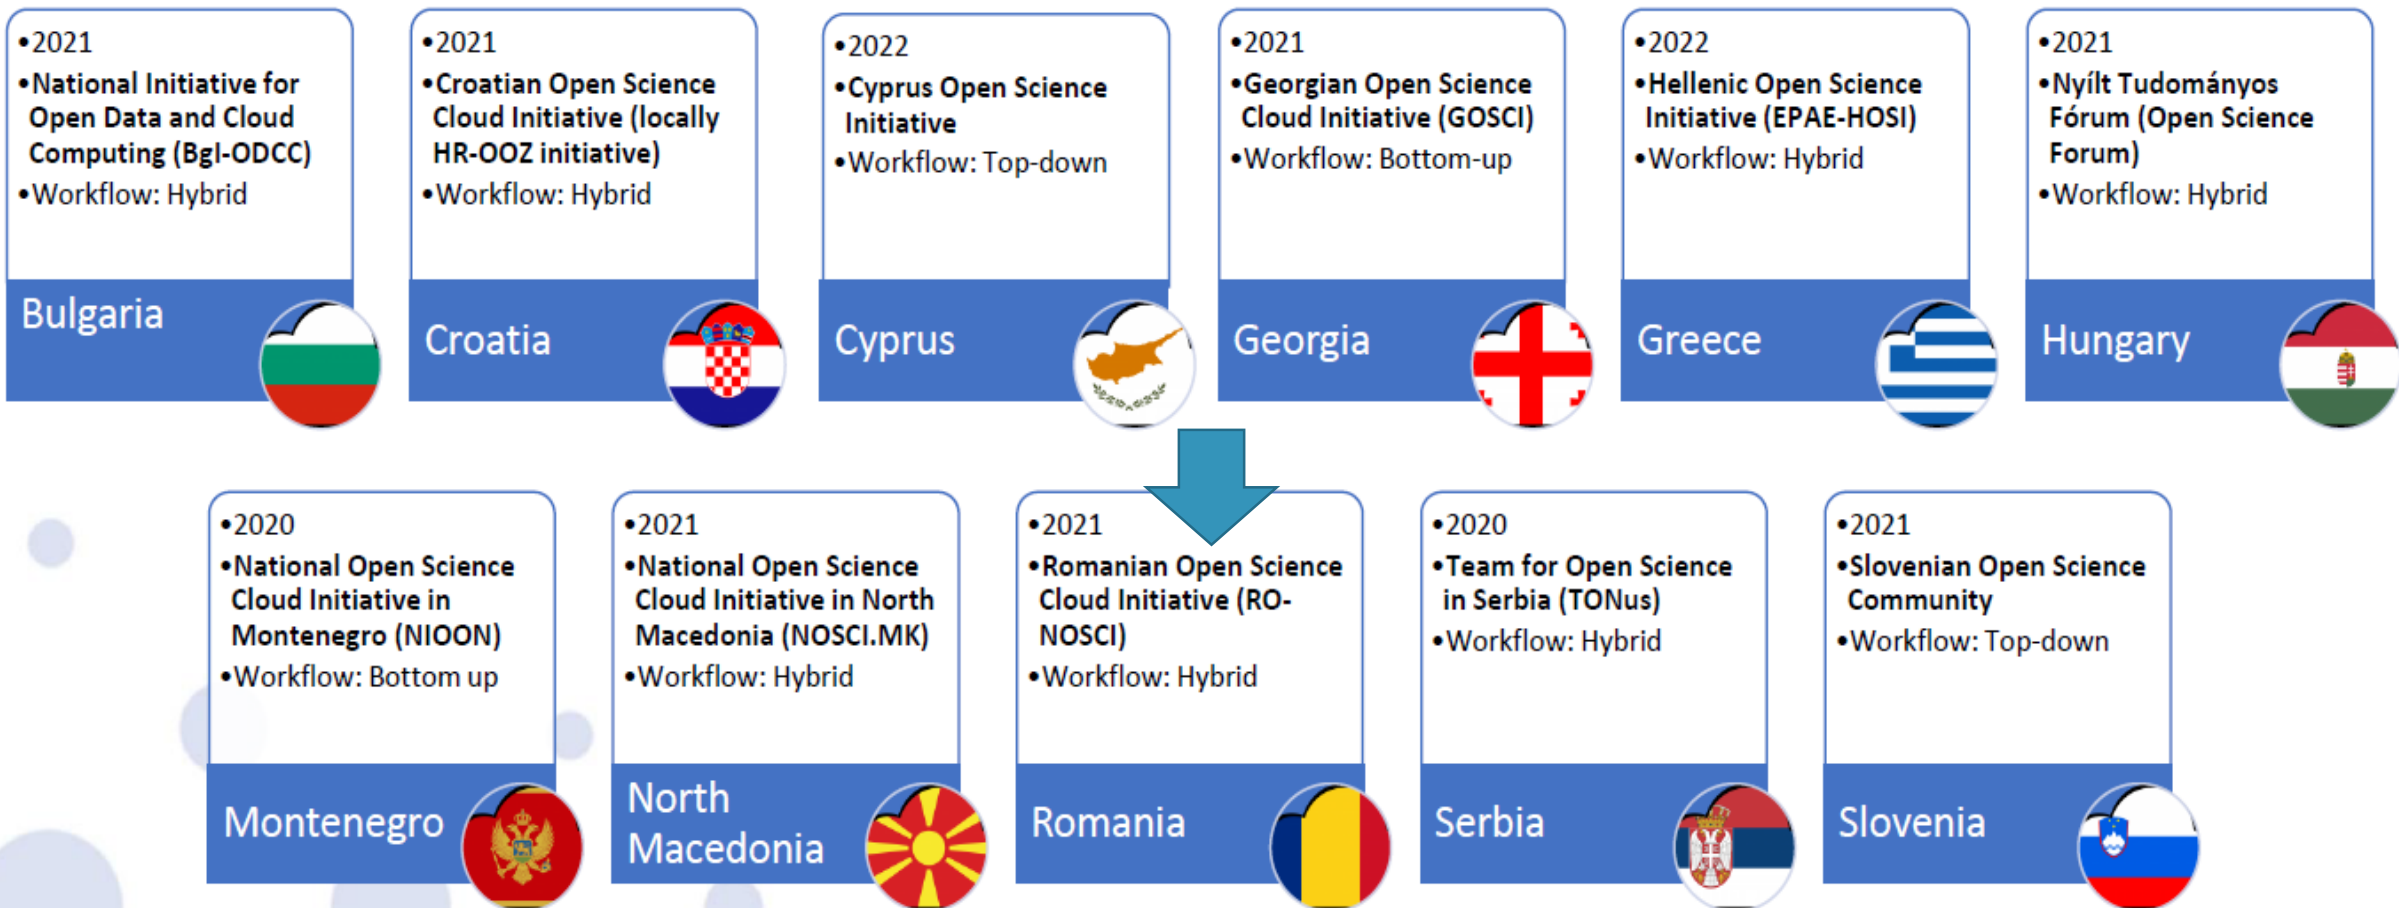 •2021
•National Initiative for
Open Data and Cloud
Computing (BgI-ODCC)
•Workflow: Hybrid
Bulgaria
•2021
•Croatian Open Science
Cloud Initiative (locally
HR-OOZ initiative)
•Workflow: Hybrid
Croatia
•2022
•Cyprus Open Science
Initiative
•Workflow: Top-down
Cyprus
•2021
•Georgian Open Science
Cloud Initiative (GOSCI)
•Workflow: Bottom-up
Georgia
•2022
•Hellenic Open Science
Initiative (EPAE-HOSI)
•Workflow: Hybrid
Greece
•2021
•Nyílt Tudományos
Fórum (Open Science
Forum)
•Workflow: Hybrid
Hungary
•2020
•National Open Science
Cloud Initiative in
Montenegro (NIOON)
•Workflow: Bottom up
Montenegro
•2021
•National Open Science
Cloud Initiative in North
Macedonia (NOSCI.MK)
•Workflow: Hybrid
North
Macedonia
•2021
•Romanian Open Science
Cloud Initiative (RO-
NOSCI)
•Workflow: Hybrid
Romania
•2020
•Team for Open Science
in Serbia (TONus)
•Workflow: Hybrid
Serbia
•2021
•Slovenian Open Science
Community
•Workflow: Top-down
Slovenia